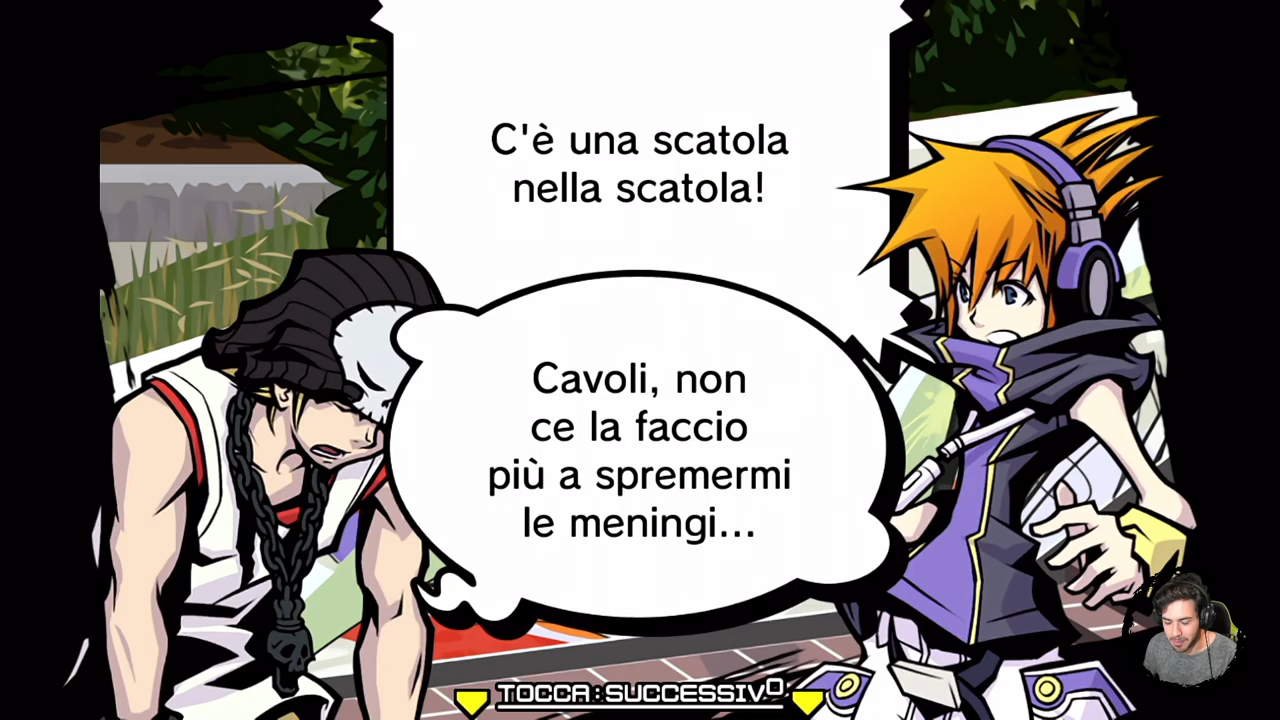 C'è una scatola
nella scatola!
Cavoli, non
ce la faccio
più a spremermi
le meningi...
TOCCA:SUCCESSIVO